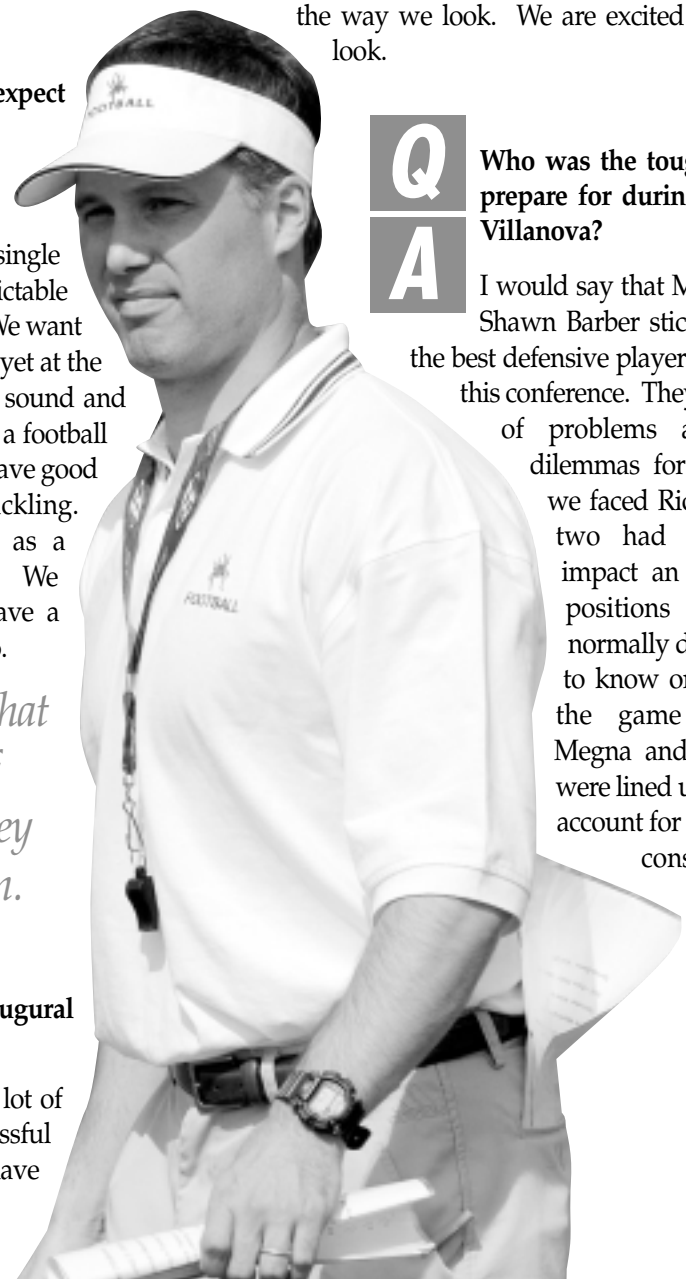 expect
single
ictable
We want
yet at the
sound and
a football
ave good
ckling.
as a
We
ave a
hat
ey
n.
ugural
lot of
ssful
ave
FOOTBALL
FOOTBALL
the way we look. We are excited
look.
Q
Who was the toug
prepare for durin
Villanova?
A
I would say that M
Shawn Barber stic
the best defensive player
this conference. They
of problems a
dilemmas for
we faced Ric
two had
impact an
positions
normally d
to know or
the game
Megna and
were lined u
account for
cons